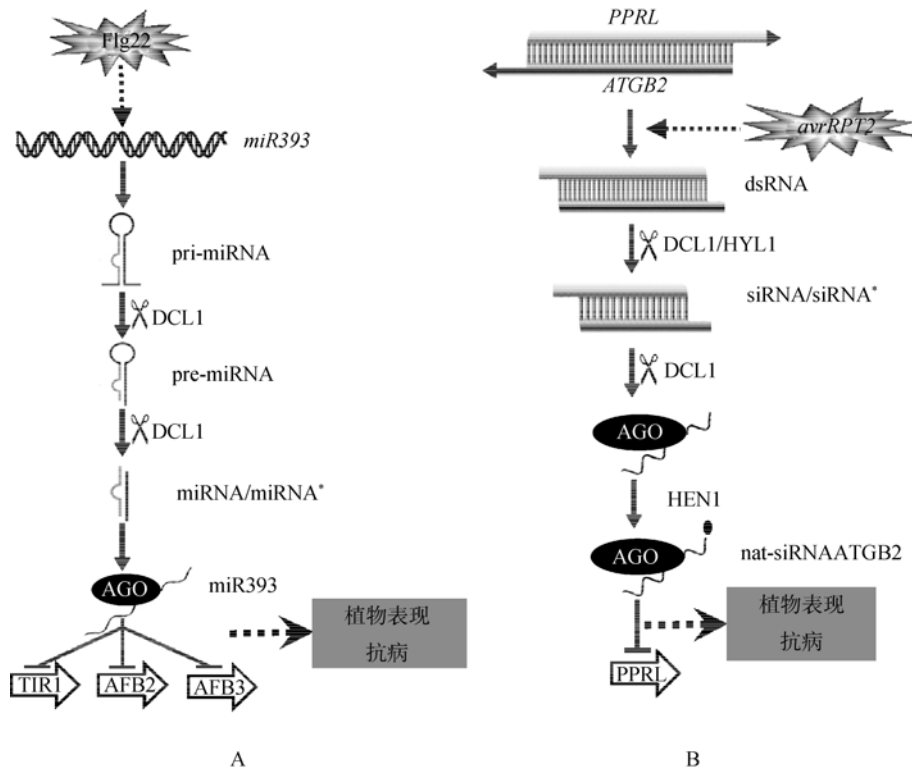 Flg22
miR393
pri-miRNA
DCL1
pre-miRNA
DCL1
miRNA/miRNA*
AGO
miR393
植物表现
抗病
TIR1
AFB2
AFB3
A
PPRL
ATGB2
avrRPT2
dsRNA
DCL1/HYL1
siRNA/siRNA*
DCL1
AGO
HEN1
AGO
nat-siRNAATGB2
植物表现
抗病
PPRL
B